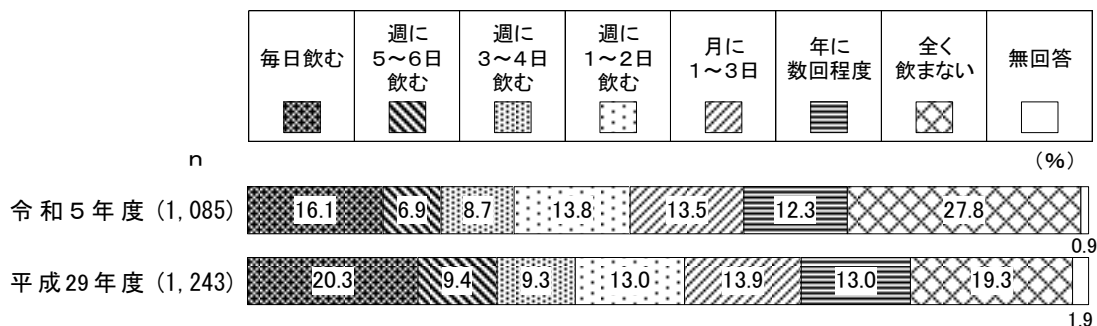 毎日飲む
週に
5～6日
飲む
週に
3～4日
飲む
週に
1～2日
飲む
月に
1～3日
年に
数回程度
全く
飲まない
無回答
n
(%)
令和5年度 (1,085)
16.1 6.9 8.7 13.8 13.5 12.3 27.8
0.9
平成29年度 (1,243)
20.3 9.4 9.3 13.0 13.9 13.0 19.3
1.9